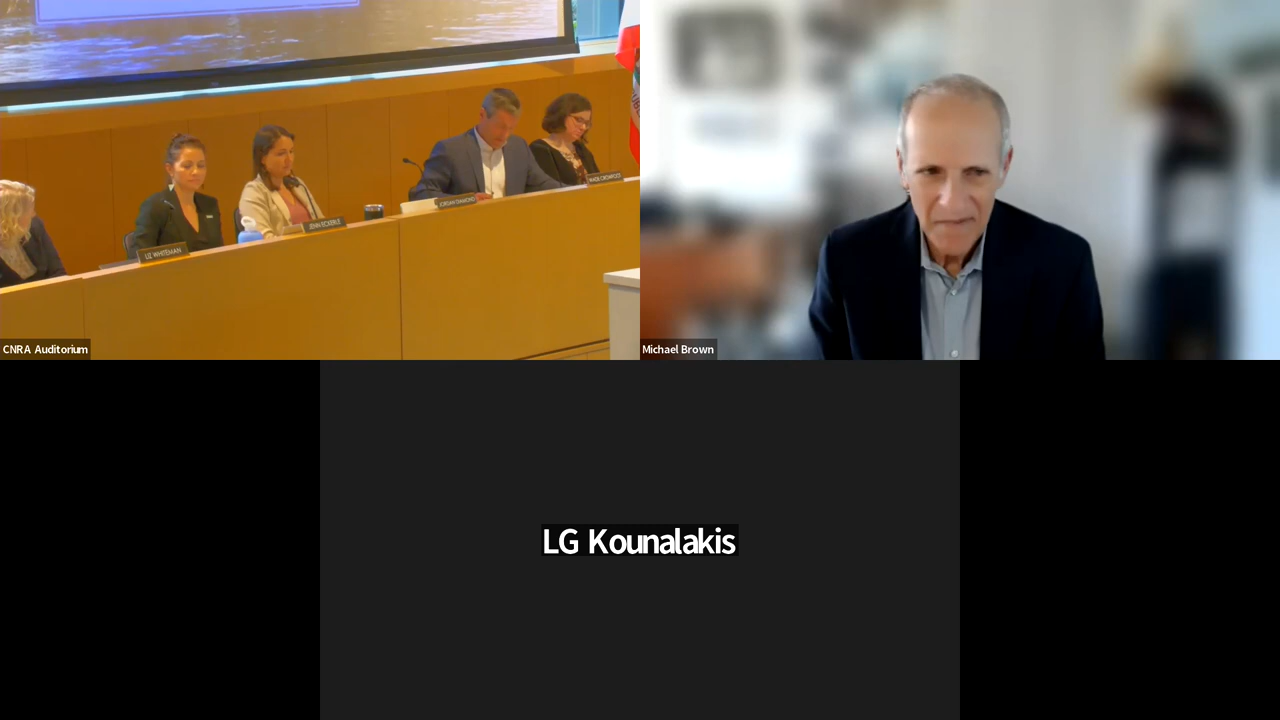 LIZ WHITEMAN
JENN ECKERLE
JORDAN DIAMOND
CNRA Auditorium
Michael Brown
LG Kounalakis